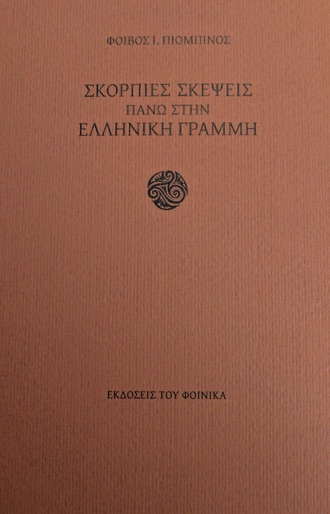 ΦΟΙΒΟΣ Ι. ΠΙΟΜΠΙΝΟΣ
ΣΚΟΡΠΙΕΣ ΣΚΕΨΕΙΣ
ΠΑΝΩ ΣΤΗΝ
ΕΛΛΗΝΙΚΗ ΓΡΑΜΜΗ
ΕΚΔΟΣΕΙΣ ΤΟΥ ΦΟΙΝΙΚΑ